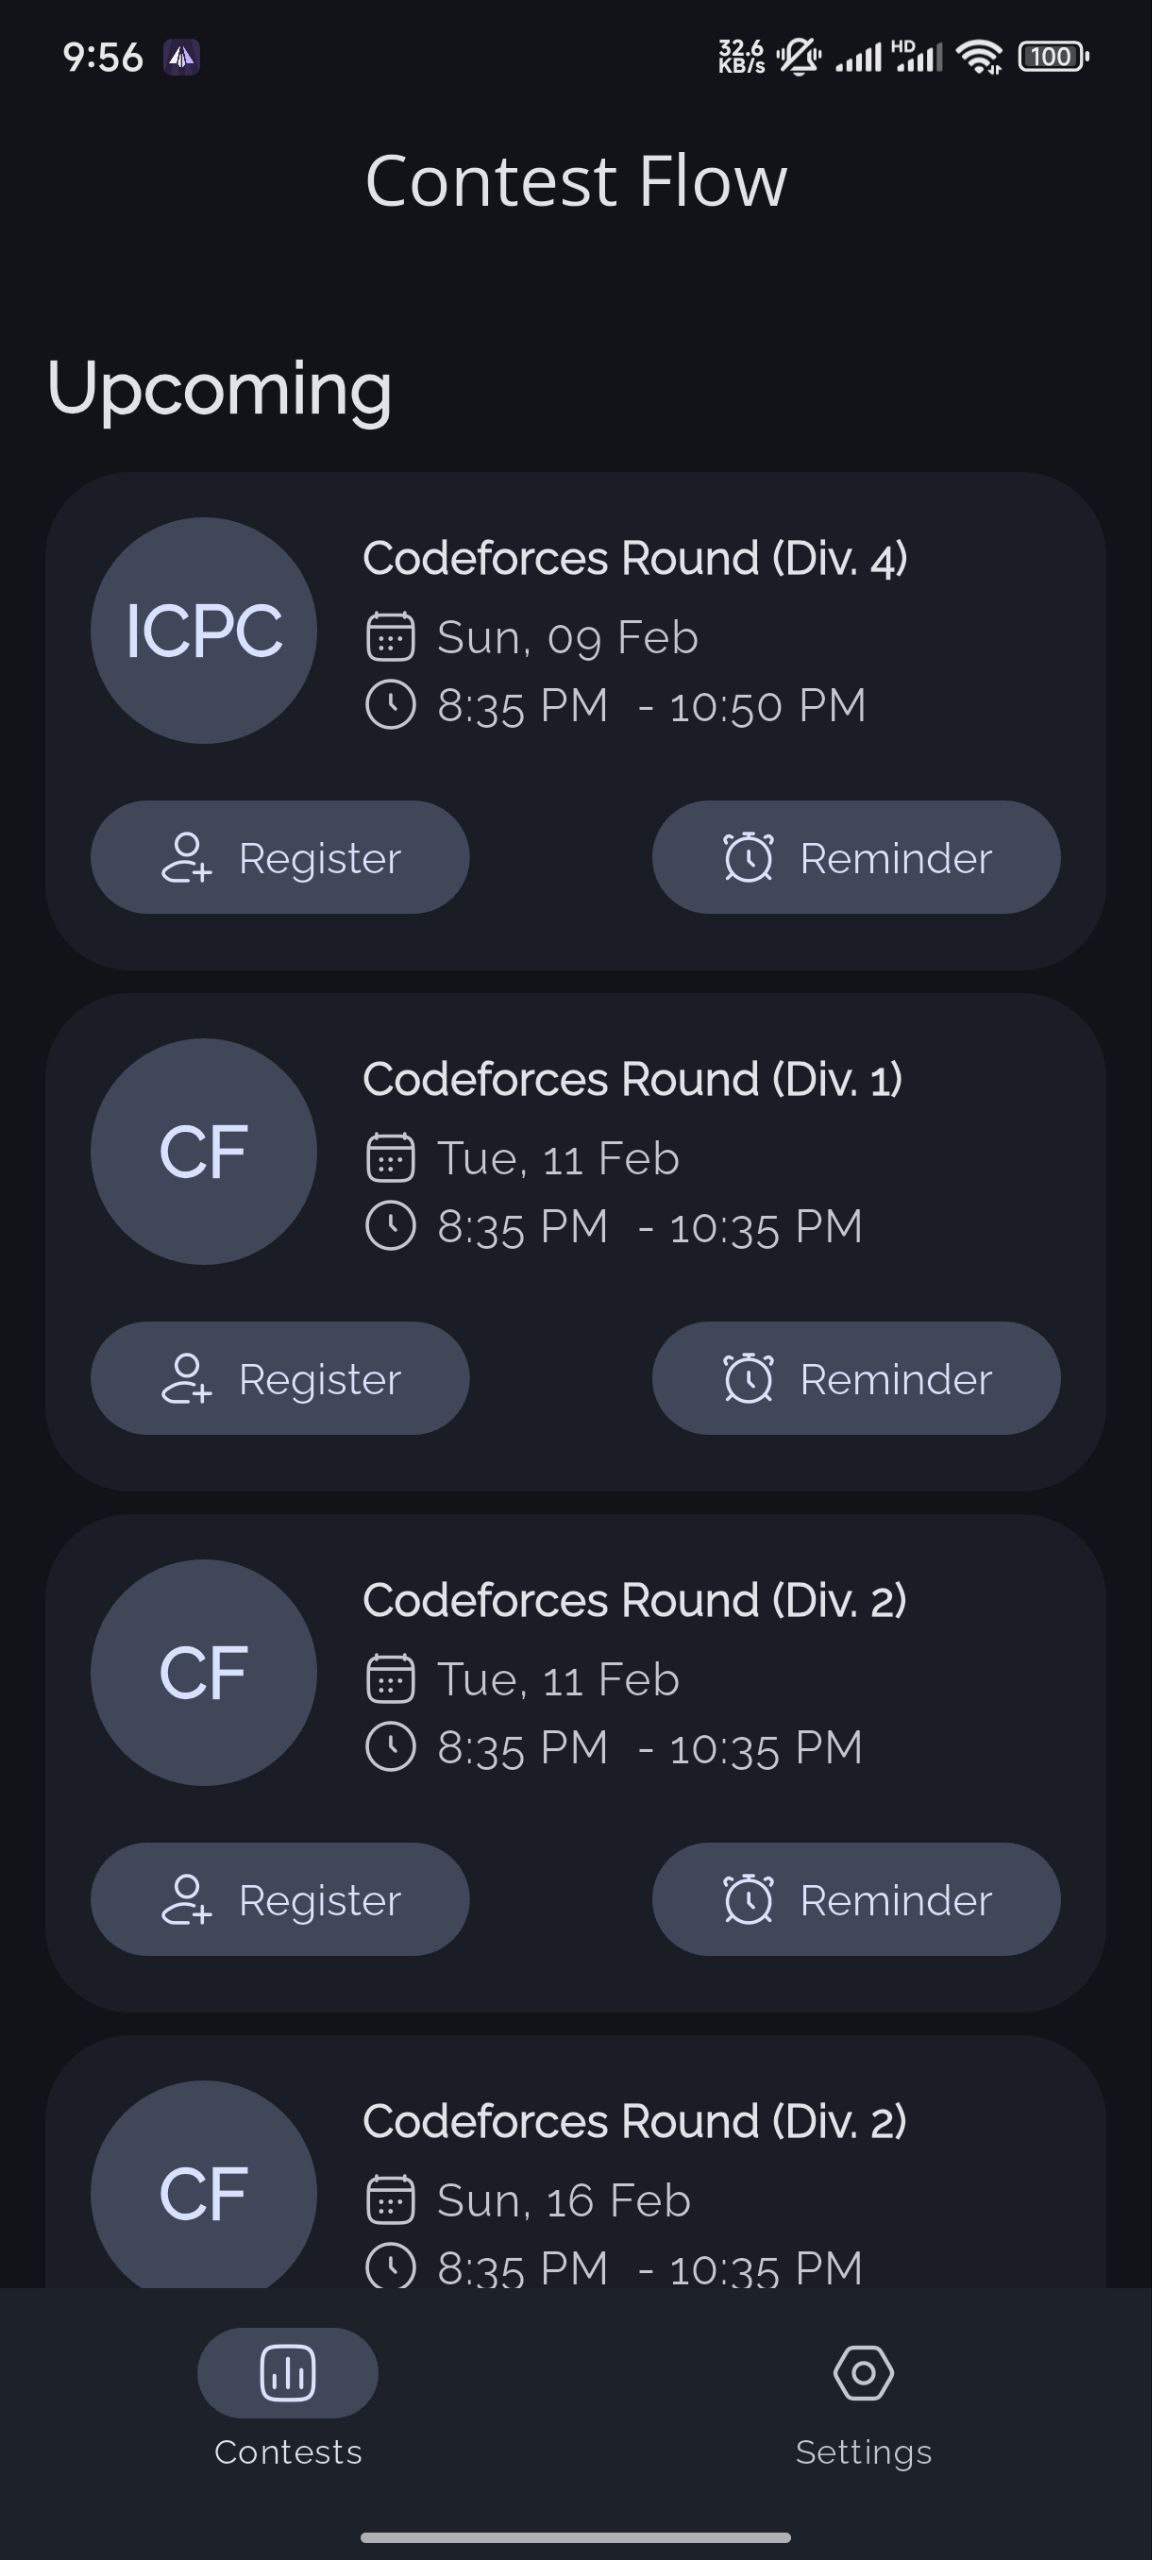 9:56
32.6
KB/s
HD
100
Contest Flow
Upcoming
ICPC
Codeforces Round (Div. 4)
Sun, 09 Feb
8:35 PM - 10:50 PM
Register
Reminder
CF
Codeforces Round (Div. 1)
Tue, 11 Feb
8:35 PM - 10:35 PM
Register
Reminder
CF
Codeforces Round (Div. 2)
Tue, 11 Feb
8:35 PM - 10:35 PM
Register
Reminder
CF
Codeforces Round (Div. 2)
Sun, 16 Feb
8:35 PM - 10:35 PM
Contests
Settings